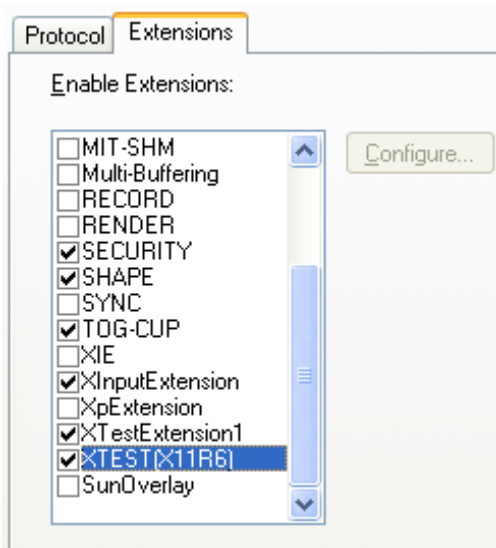 Protocol Extensions
Enable Extensions:
MIT-SHM
Configure...
Multi-Buffering
RECORD
RENDER
SECURITY
SHAPE
SYNC
TOG-CUP
XIE
XInputExtension
XpExtension
XTestExtension1
XTEST(X11R6)
SunOverlay